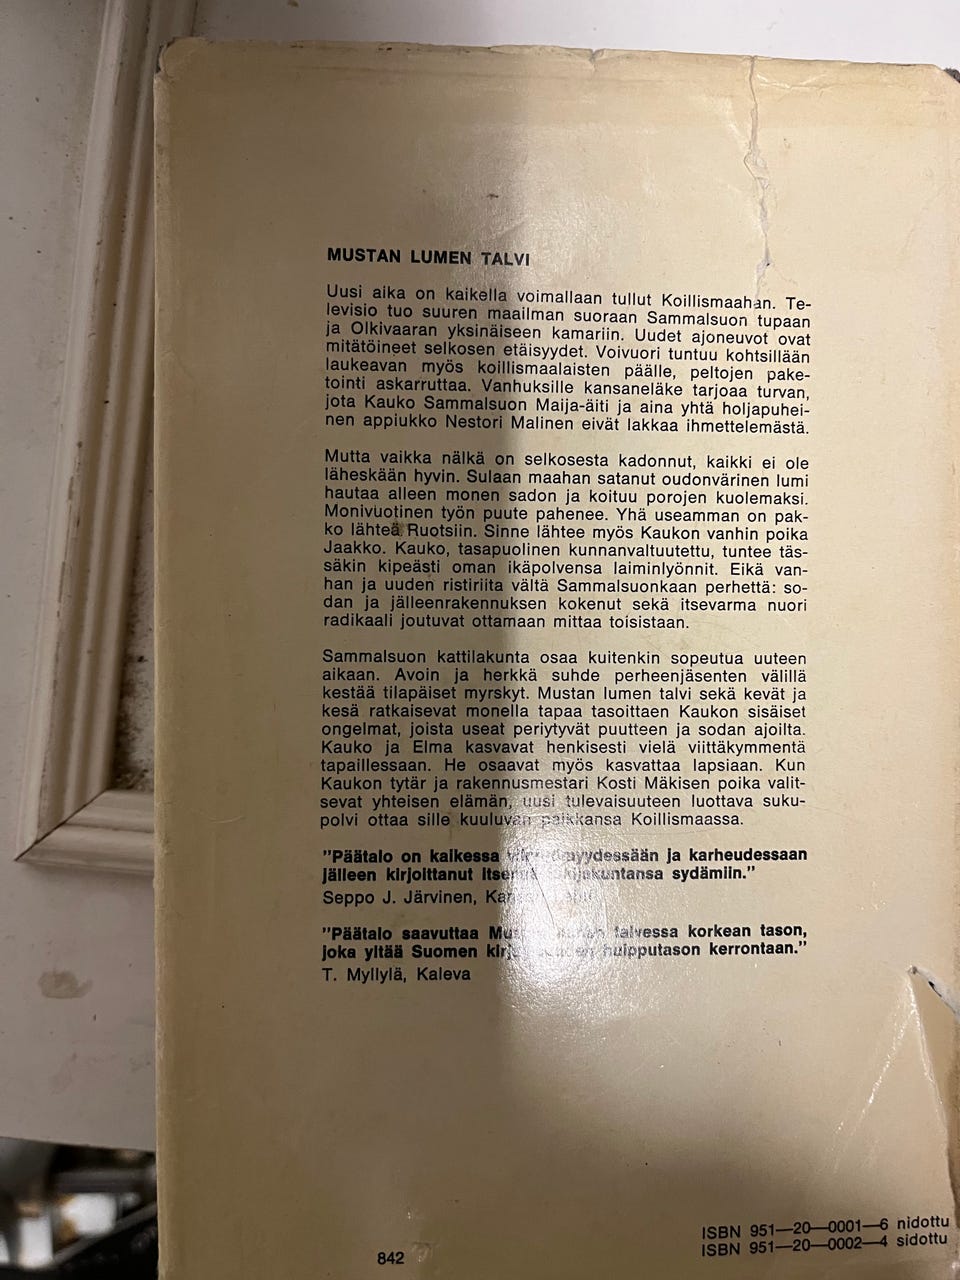 MUSTAN LUMEN TALVI
Uusi aika on kaikella voimallaan tullut Koillismaahan. Te-
levisio tuo suuren maailman suoraan Sammalsuon tupaan
ja Olkivaaran yksinäiseen kamariin. Uudet ajoneuvot ovat
mitätöineet selkosen etäisyydet. Voivuori tuntuu kohtsillään
laukeavan myös koillismaalaisten päälle, peltojen pake-
tointi askarruttaa. Vanhuksille kansaneläke tarjoaa turvan,
jota Kauko Sammalsuon Maija-äiti ja aina yhtä holjapuhei-
nen appiukko Nestori Malinen eivät lakkaa ihmettelemästä.
Mutta vaikka nälkä on selkosesta kadonnut, kaikki ei ole
läheskään hyvin. Sulaan maahan satanut oudonvärinen lumi
hautaa alleen monen sadon ja koituu porojen kuolemaksi.
Monivuotinen työn puute pahenee. Yhä useamman on pak-
ko lähteä Ruotsiin. Sinne lähtee myös Kaukon vanhin poika
Jaakko. Kauko, tasapuolinen kunnanvaltuutettu, tuntee täs-
säkin kipeästi oman ikäpolvensa laiminlyönnit. Eikä van-
han ja uuden ristiriita vältä Sammalsuonkaan perhettä: so-
dan ja jälleenrakennuksen kokenut sekä itsevarma nuori
radikaali joutuvat ottamaan mittaa toisistaan.
Sammalsuon kattilakunta osaa kuitenkin sopeutua uuteen
aikaan. Avoin ja herkkä suhde perheenjäsenten välillä
kestää tilapäiset myrskyt. Mustan lumen talvi sekä kevät ja
kesä ratkaisevat monella tapaa tasoittaen Kaukon sisäiset
ongelmat, joista useat periytyvät puutteen ja sodan ajoilta.
Kauko ja Elma kasvavat henkisesti vielä viittäkymmentä
tapaillessaan. He osaavat myös kasvattaa lapsiaan. Kun
Kaukon tytär ja rakennusmestari Kosti Mäkisen poika valit-
sevat yhteisen elämän, uusi tulevaisuuteen luottava suku-
polvi ottaa sille kuuluvan paikkansa Koillismaassa.
"Päätalo on kaikessa ja karheudessaan
jälleen kirjoittanut sydämiin."
Seppo J. Järvinen,
"Päätalo saavuttaa talvessa korkean tason,
joka yltää Suomen huipputason kerrontaan."
T. Myllylä, Kaleva
ISBN 951—20—0001—6 nidottu
ISBN 951—20—0002—4 sidottu
842